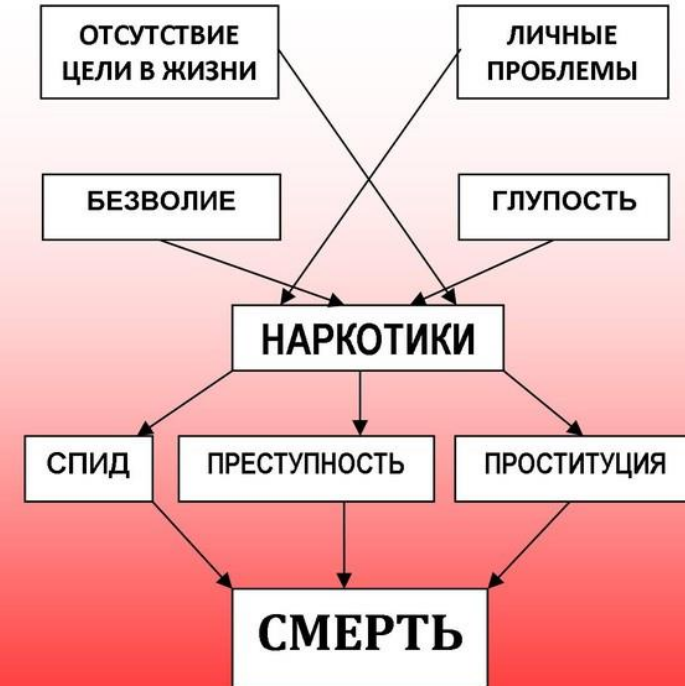 ОТСУТСТВИЕ
ЦЕЛИ В ЖИЗНИ
ЛИЧНЫЕ
ПРОБЛЕМЫ
БЕЗВОЛИЕ
ГЛУПОСТЬ
НАРКОТИКИ
СПИД
ПРЕСТУПНОСТЬ
ПРОСТИТУЦИЯ
СМЕРТЬ